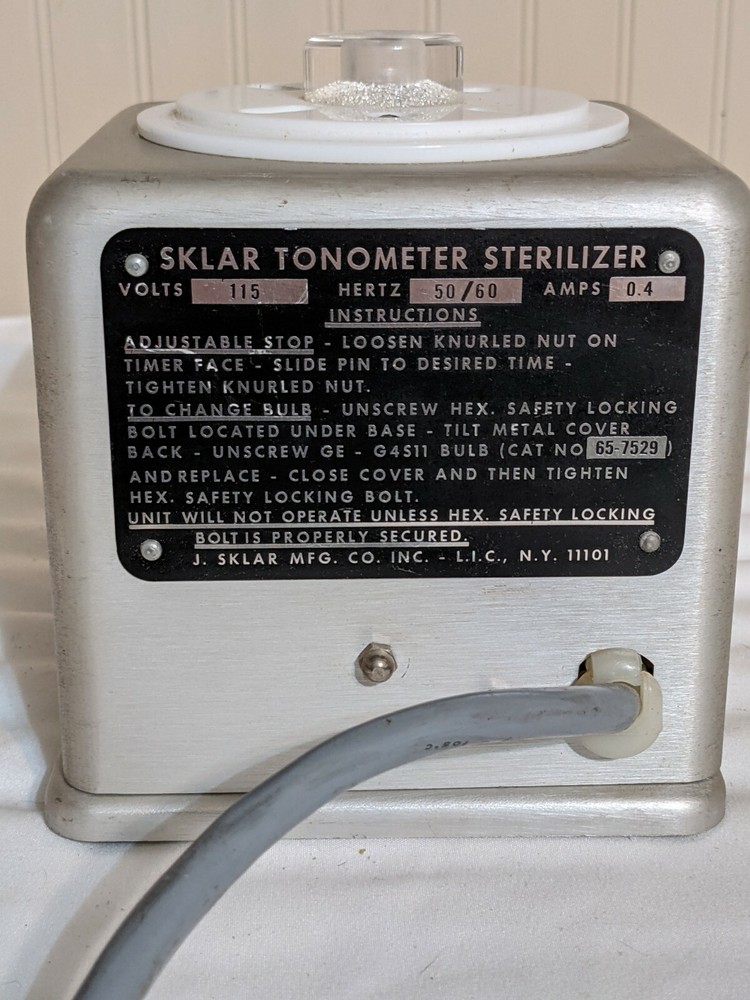 SKLAR TONOMETER STERILIZER
VOLTS 115 HERTZ 50/60 AMPS 0.4
INSTRUCTIONS
ADJUSTABLE STOP - LOOSEN KNURLED NUT ON
TIMER FACE - SLIDE PIN TO DESIRED TIME -
TIGHTEN KNURLED NUT.
TO CHANGE BULB - UNSCREW HEX. SAFETY LOCKING
BOLT LOCATED UNDER BASE - TILT METAL COVER
BACK - UNSCREW GE - G4S11 BULB (CAT NO 65-7529)
AND REPLACE - CLOSE COVER AND THEN TIGHTEN
HEX. SAFETY LOCKING BOLT.
UNIT WILL NOT OPERATE UNLESS HEX. SAFETY LOCKING
BOLT IS PROPERLY SECURED.
J. SKLAR MFG. CO. INC. - L.I.C., N.Y. 11101